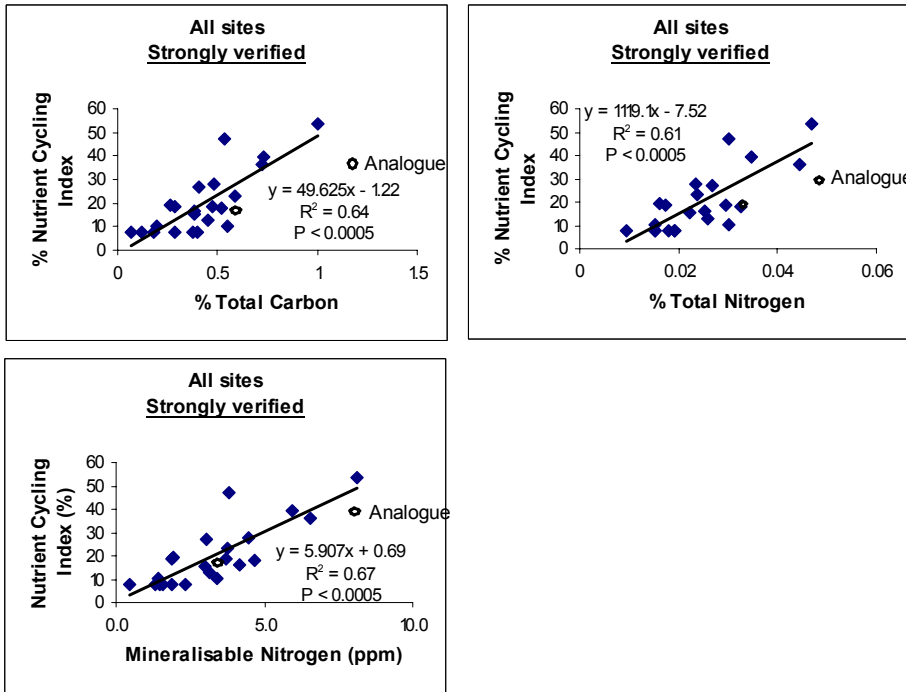 All sites
Strongly verified
% Nutrient Cycling
Index
60
50
40
30
20
10
0
Analogue
y = 49.625x - 1.22
R² = 0.64
P < 0.0005
0 0.5 1 1.5
% Total Carbon
All sites
Strongly verified
% Nutrient Cycling
Index
60
50
40
30
20
10
0
y = 1119.1x - 7.52
R² = 0.61
P < 0.0005
Analogue
0 0.02 0.04 0.06
% Total Nitrogen
All sites
Strongly verified
Nutrient Cycling
Index (%)
60
50
40
30
20
10
0
Analogue
y = 5.907x + 0.69
R² = 0.67
P < 0.0005
0.0 5.0 10.0
Mineralisable Nitrogen (ppm)